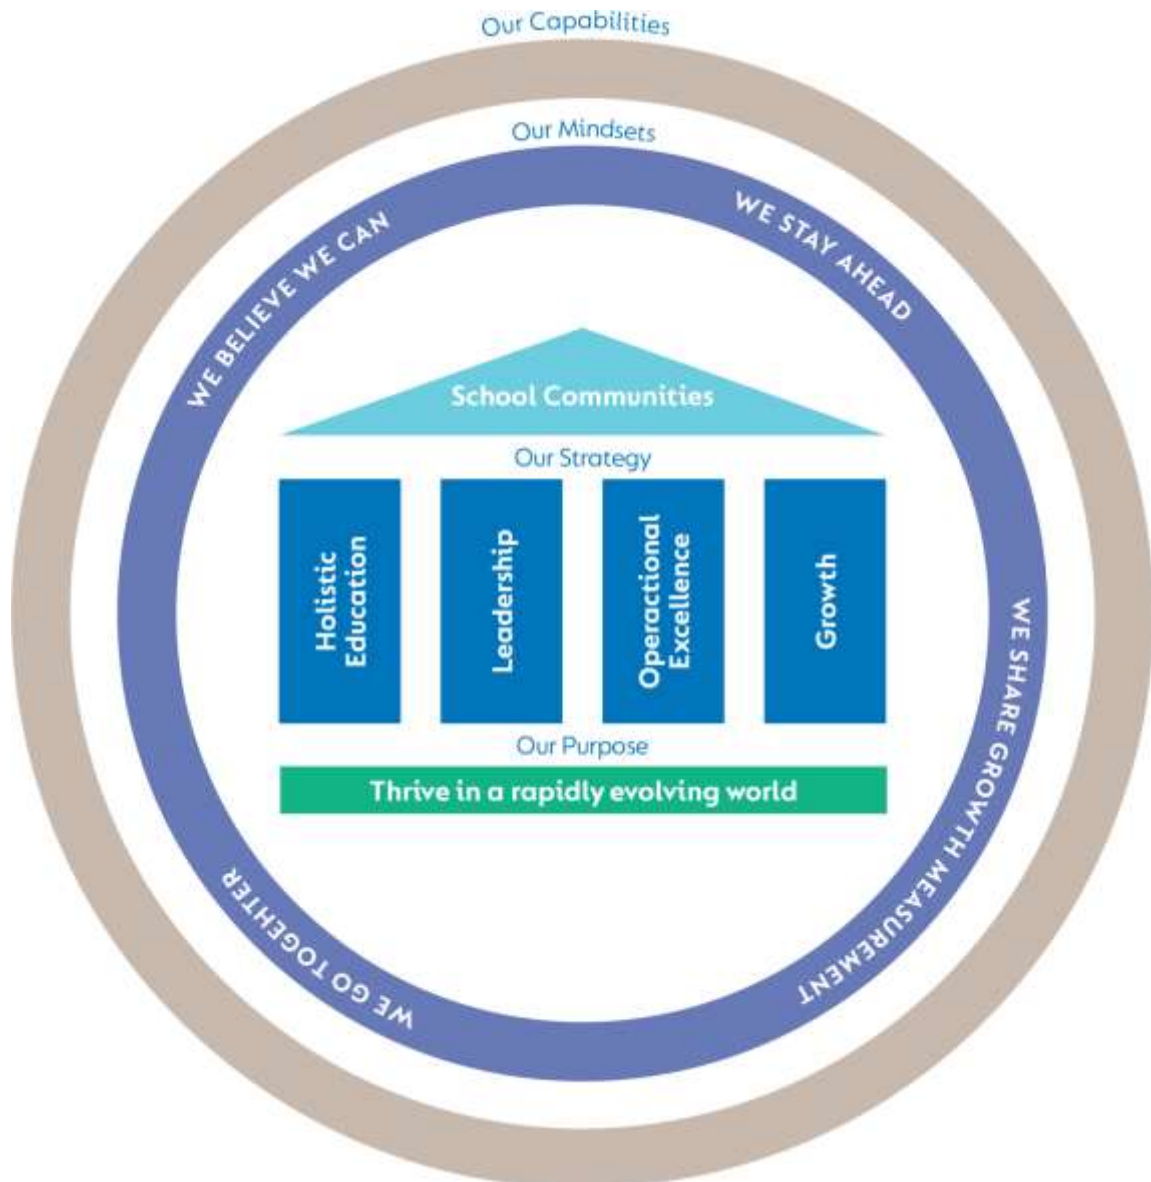 Our Capabilities
Our Mindsets
WE BELIEVE WE CAN
WE STAY AHEAD
School Communities
Our Strategy
Holistic
Education
Leadership
Operactional
Excellence
Growth
Our Purpose
Thrive in a rapidly evolving world
WE SHARE GROWTH MEASUREMENT
WE GO TOGEHTER